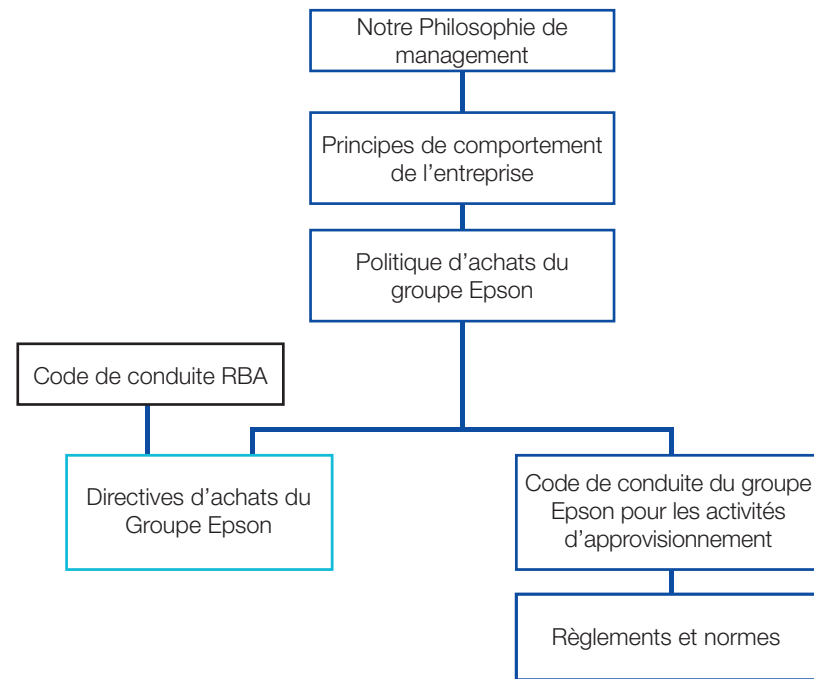 Notre Philosophie de
management
Principes de comportement
de l’entreprise
Politique d’achats du
groupe Epson
Code de conduite RBA
Directives d’achats du
Groupe Epson
Code de conduite du groupe
Epson pour les activités
d’approvisionnement
Règlements et normes